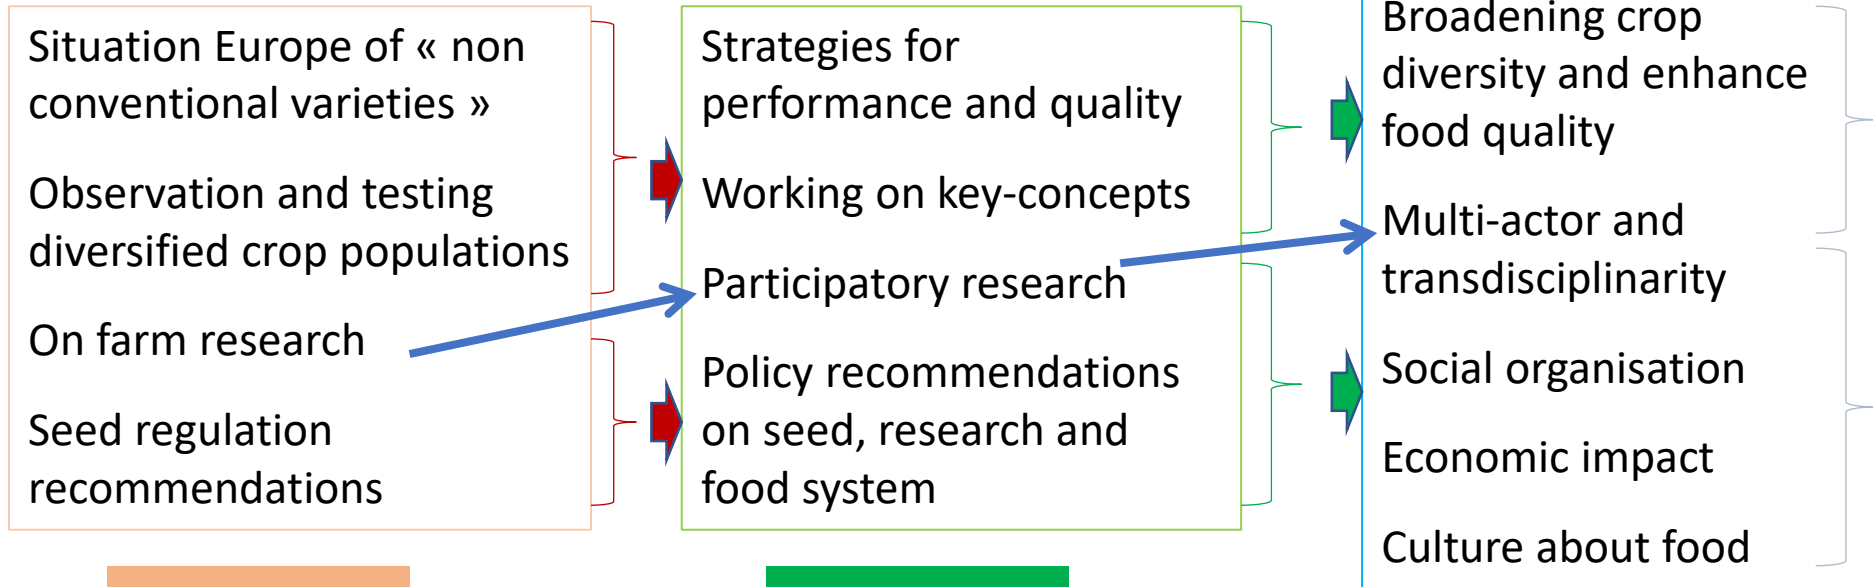 Situation Europe of « non
conventional varieties »
Observation and testing
diversified crop populations
On farm research
Seed regulation
recommendations
Strategies for
performance and quality
Working on key-concepts
Participatory research
Policy recommendations
on seed, research and
food system
Broadening crop
diversity and enhance
food quality
Multi-actor and
transdisciplinarity
Social organisation
Economic impact
Culture about food